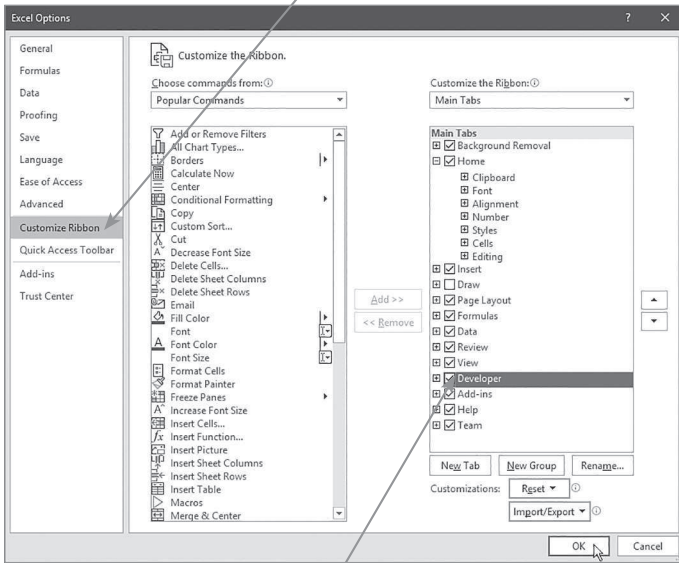 Excel Options
?
×
General
Formulas
Data
Proofing
Save
Language
Ease of Access
Advanced
Customize Ribbon
Quick Access Toolbar
Add-ins
Trust Center
Customize the Ribbon.
Choose commands from:
Popular Commands
Add or Remove Filters
All Chart Types...
Borders
Calculate Now
Center
Conditional Formatting
Copy
Custom Sort...
Cut
Decrease Font Size
Delete Cells...
Delete Sheet Columns
Delete Sheet Rows
Email
Fill Color
Font
Font Color
Font Size
Format Cells
Format Painter
Freeze Panes
Increase Font Size
Insert Cells...
Insert Function...
Insert Picture
Insert Sheet Columns
Insert Sheet Rows
Insert Table
Macros
Merge & Center
Add >>
<< Remove
Customize the Ribbon:
Main Tabs
Main Tabs
Background Removal
Home
Clipboard
Font
Alignment
Number
Styles
Cells
Editing
Insert
Draw
Page Layout
Formulas
Data
Review
View
Developer
Add-ins
Help
Team
New Tab
New Group
Rename...
Customizations:
Reset
Import/Export
OK
Cancel